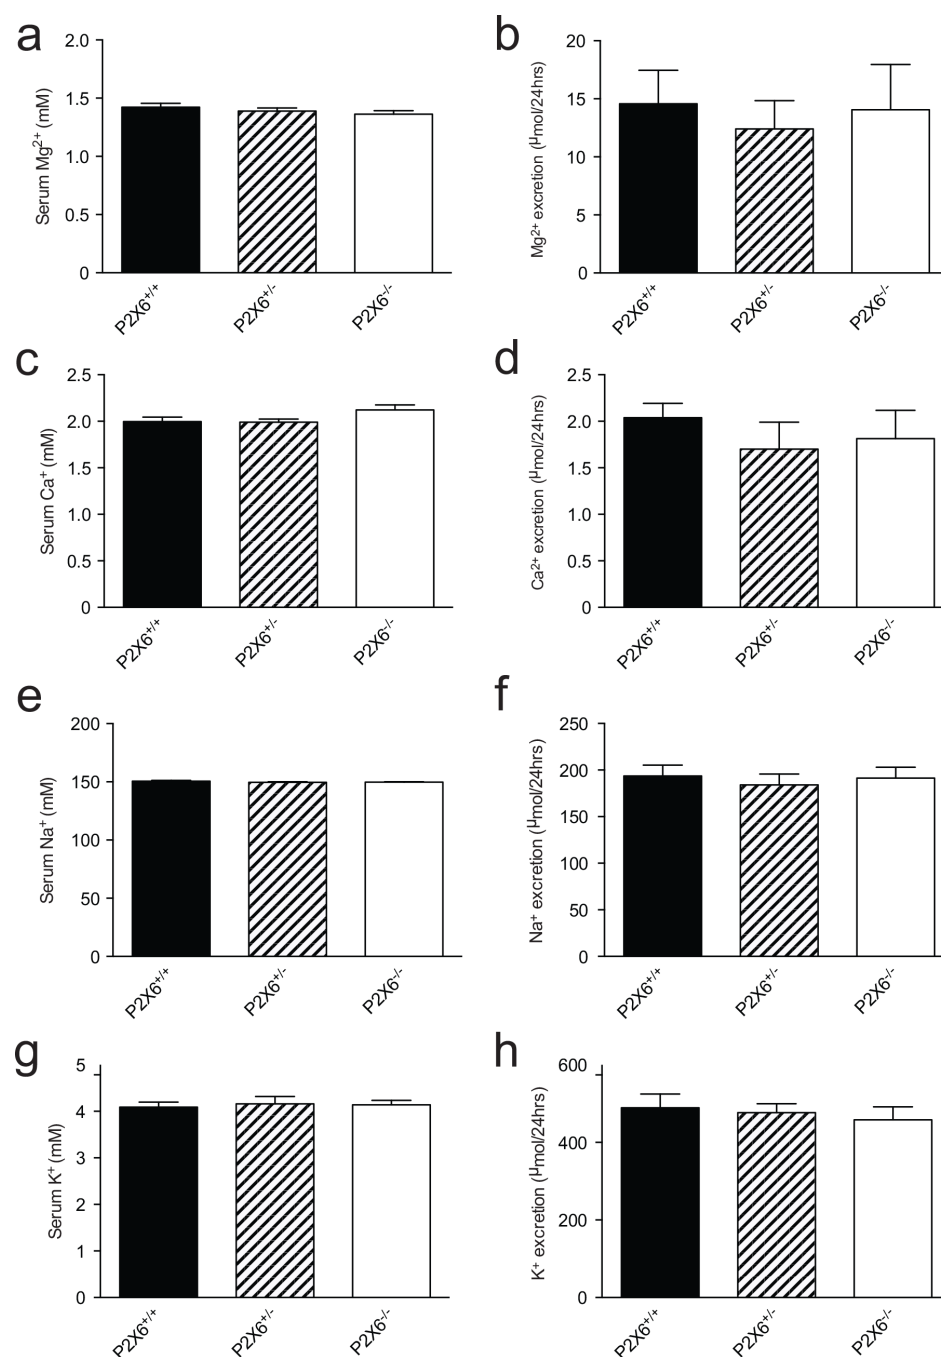 a
Serum Mg²⁺ (mM)
2.0
1.5
1.0
0.5
0
P2X6⁺/⁺
P2X6⁺/⁻
P2X6⁻/⁻
b
Mg²⁺ excretion (µmol/24hrs)
20
15
10
5
0
P2X6⁺/⁺
P2X6⁺/⁻
P2X6⁻/⁻
c
Serum Ca⁺ (mM)
2.5
2.0
1.5
1.0
0.5
0
P2X6⁺/⁺
P2X6⁺/⁻
P2X6⁻/⁻
d
Ca²⁺ excretion (µmol/24hrs)
2.5
2.0
1.5
1.0
0.5
0
P2X6⁺/⁺
P2X6⁺/⁻
P2X6⁻/⁻
e
Serum Na⁺ (mM)
200
150
100
50
0
P2X6⁺/⁺
P2X6⁺/⁻
P2X6⁻/⁻
f
Na⁺ excretion (µmol/24hrs)
250
200
150
100
50
0
P2X6⁺/⁺
P2X6⁺/⁻
P2X6⁻/⁻
g
Serum K⁺ (mM)
5
4
3
2
1
0
P2X6⁺/⁺
P2X6⁺/⁻
P2X6⁻/⁻
h
K⁺ excretion (µmol/24hrs)
600
400
200
0
P2X6⁺/⁺
P2X6⁺/⁻
P2X6⁻/⁻